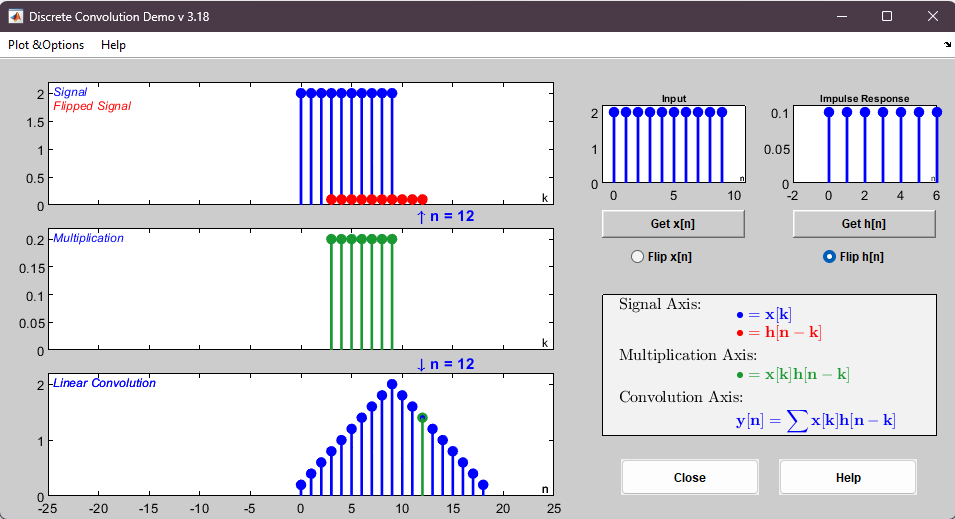 Discrete Convolution Demo v 3.18
Plot &Options Help
Signal
Flipped Signal
2
1.5
1
0.5
0
k
↑ n = 12
Multiplication
0.2
0.15
0.1
0.05
0
k
↓ n = 12
Linear Convolution
2
1
0
n
-25 -20 -15 -10 -5 0 5 10 15 20 25
Input
2
1
0
n
0 5 10
Impulse Response
0.1
0.05
0
n
-2 0 2 4 6
Get x[n] Get h[n]
Flip x[n] Flip h[n]
Signal Axis:
• = x[k]
• = h[n − k]
Multiplication Axis:
• = x[k]h[n − k]
Convolution Axis:
y[n] = ∑ x[k]h[n − k]
Close Help